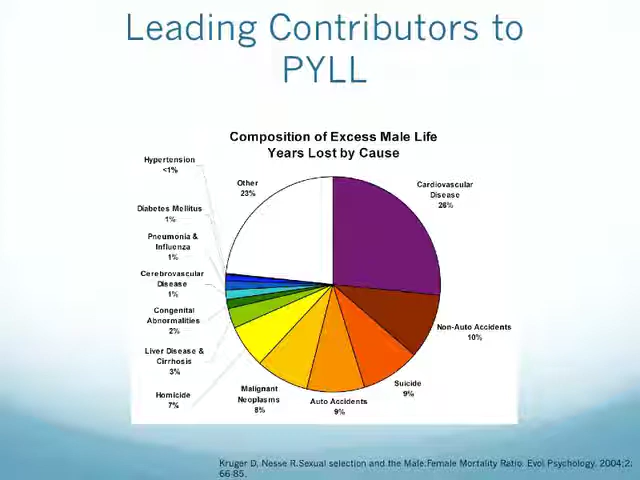 Leading Contributors to
PYLL
Composition of Excess Male Life
Years Lost by Cause
Hypertension
<1%
Other
23%
Cardiovascular
Disease
26%
Diabetes Mellitus
1%
Pneumonia &
Influenza
1%
Cerebrovascular
Disease
1%
Congenital
Abnormalities
2%
Liver Disease &
Cirrhosis
3%
Homicide
7%
Malignant
Neoplasms
8%
Auto Accidents
9%
Suicide
9%
Non-Auto Accidents
10%
Kruger D, Nesse R.Sexual selection and the Male:Female Mortality Ratio. Evol Psychology. 2004;2:
66-85.